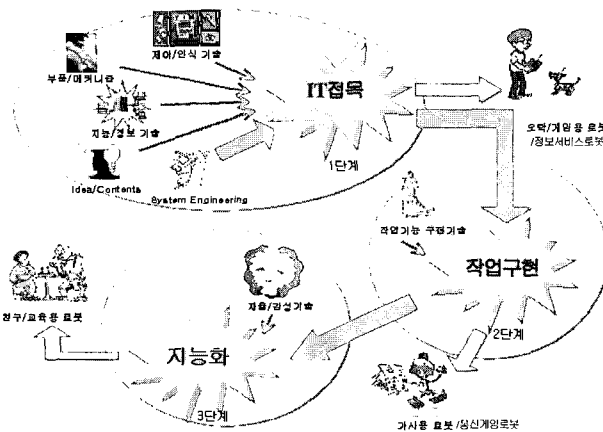 제어/인식 기술
부품/메커니즘
IT접목
지능/정보 기술
오락/게임용 로봇
/정보서비스로봇
1단계
Idea/Contents
System Engineering
작업기능 구현기술
작업구현
자율/감성기술
친구/교육용 로봇
2단계
지능화
3단계
가사용 로봇/통신게임로봇